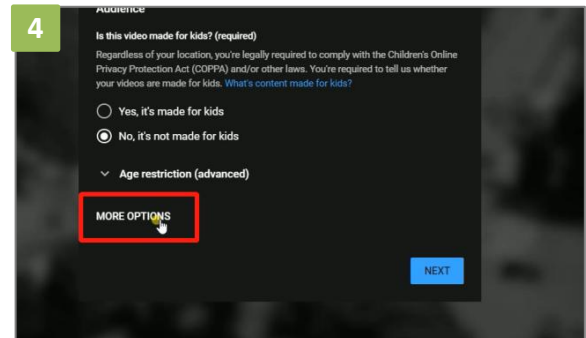 4
Audience
Is this video made for kids? (required)
Regardless of your location, you're legally required to comply with the Children's Online
Privacy Protection Act (COPPA) and/or other laws. You're required to tell us whether
your videos are made for kids. What's content made for kids?
Yes, it's made for kids
No, it's not made for kids
Age restriction (advanced)
MORE OPTIONS
NEXT